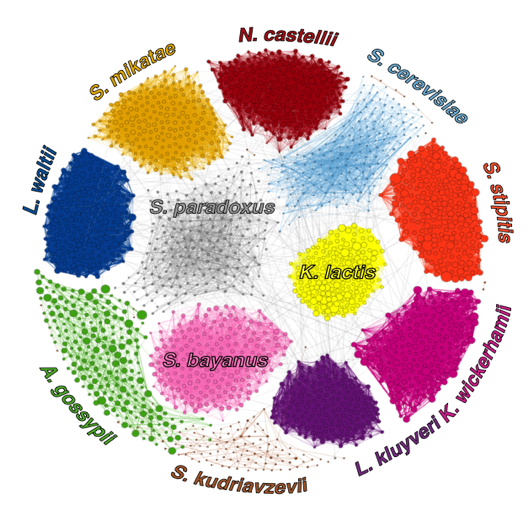 N. castellii
S. mikatae
S. cerevisiae
L. waltii
S. stipitis
S. paradoxus
K. lactis
S. bayanus
K. wickerhamii
A. gossypii
L. kluyveri
S. kudriavzevii